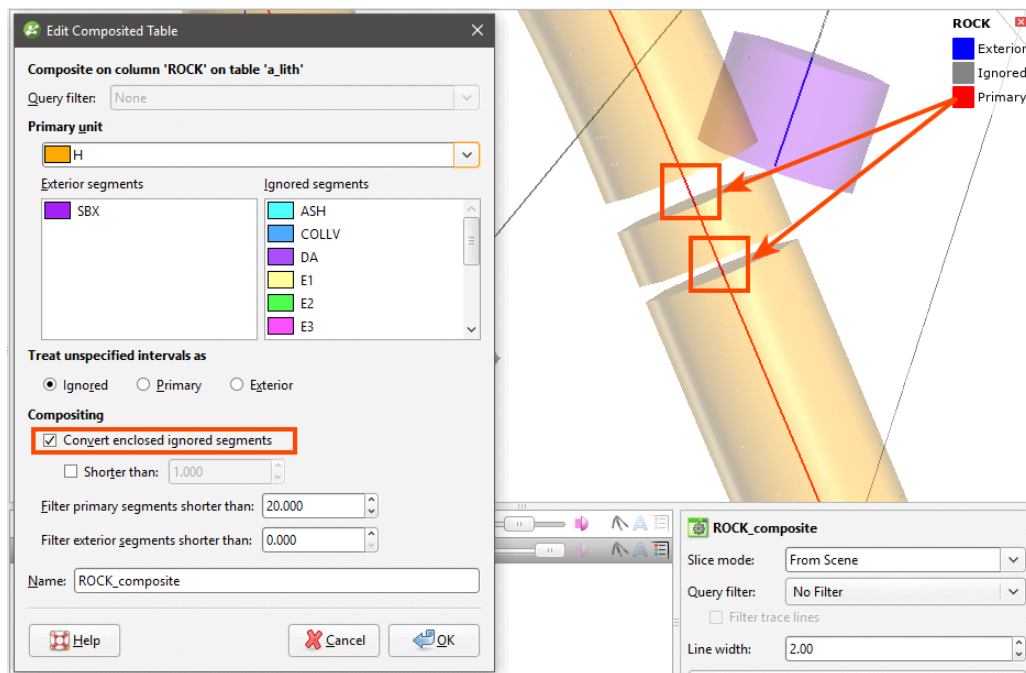 Edit Composited Table
Composite on column 'ROCK' on table 'a_lith'
Query filter: None
Primary unit
H
Exterior segments
SBX
Ignored segments
ASH
COLLV
DA
E1
E2
E3
Treat unspecified intervals as
Ignored Primary Exterior
Compositing
Convert enclosed ignored segments
Shorter than: 1.000
Filter primary segments shorter than: 20.000
Filter exterior segments shorter than: 0.000
Name: ROCK_composite
Help Cancel OK
ROCK
Exterior
Ignored
Primary
ROCK_composite
Slice mode: From Scene
Query filter: No Filter
Filter trace lines
Line width: 2.00